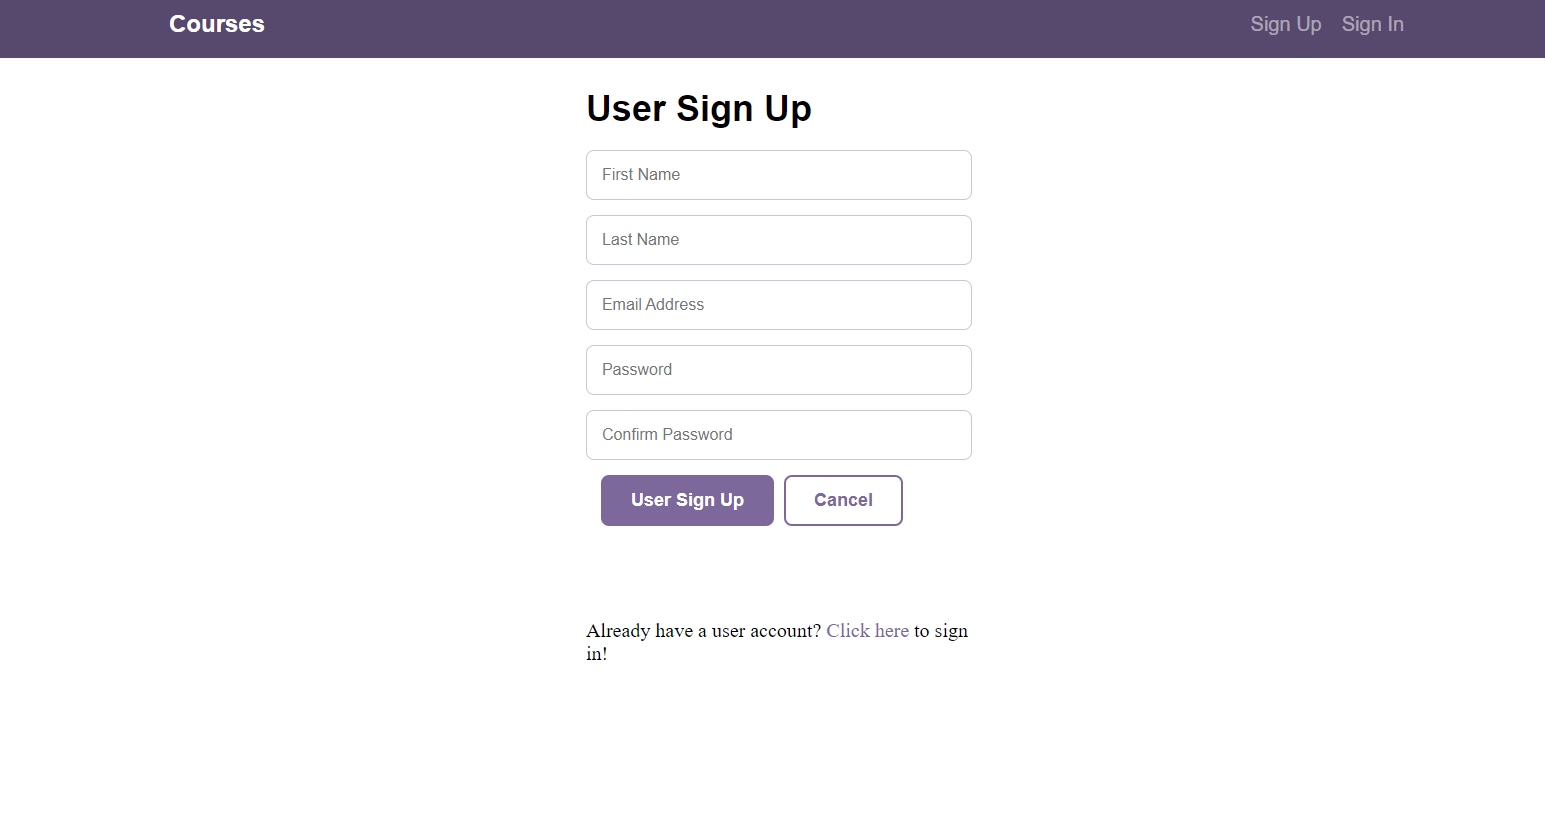 Courses Sign Up Sign In
User Sign Up
First Name
Last Name
Email Address
Password
Confirm Password
User Sign Up Cancel
Already have a user account? Click here to sign
in!